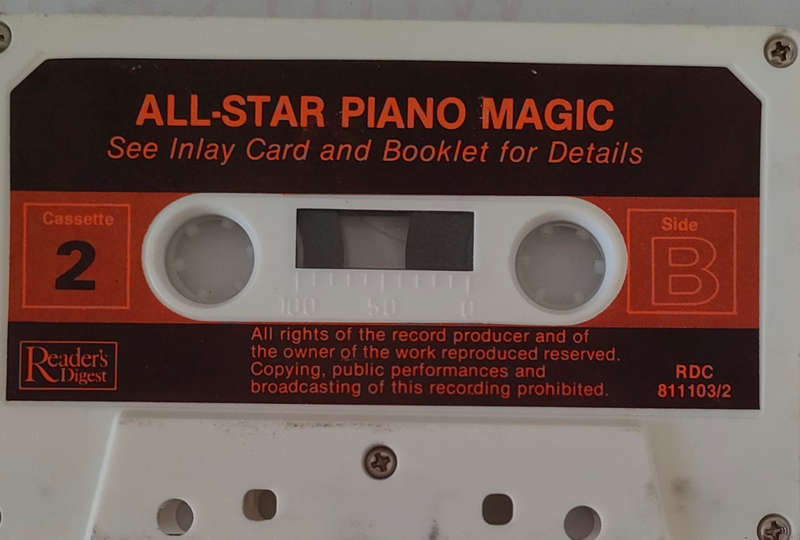 ALL-STAR PIANO MAGIC
See Inlay Card and Booklet for Details
Cassette
2
Side
B
100 50 0
Reader's
Digest
All rights of the record producer and of
the owner of the work reproduced reserved.
Copying, public performances and
broadcasting of this recording prohibited.
RDC
811103/2